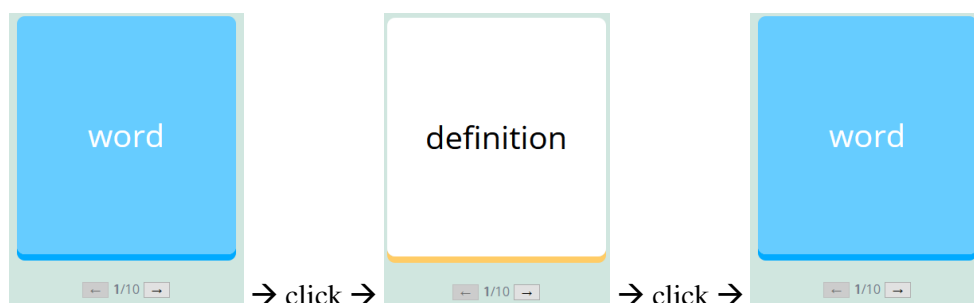 word
definition
word
← 1/10 → → click → ← 1/10 → → click → ← 1/10 →